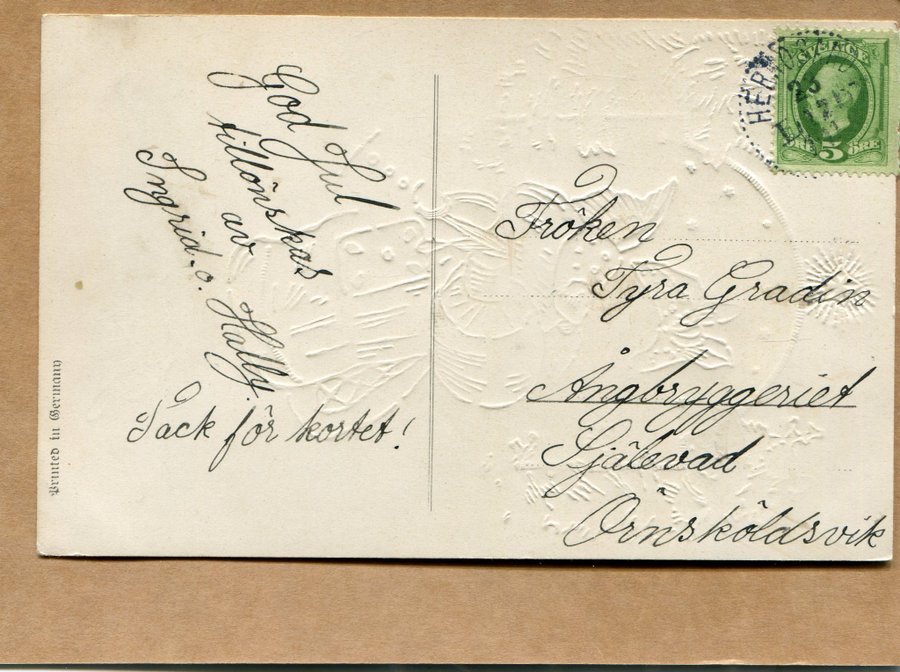 God Jul
tillönskas
av
Ingrid o. Hally.
Tack för kortet!
Printed in Germany
SVERIGE
5 ÖRE
Fröken
Tyra Gradin
Ångbryggeriet
Själevad
Örnsköldsvik